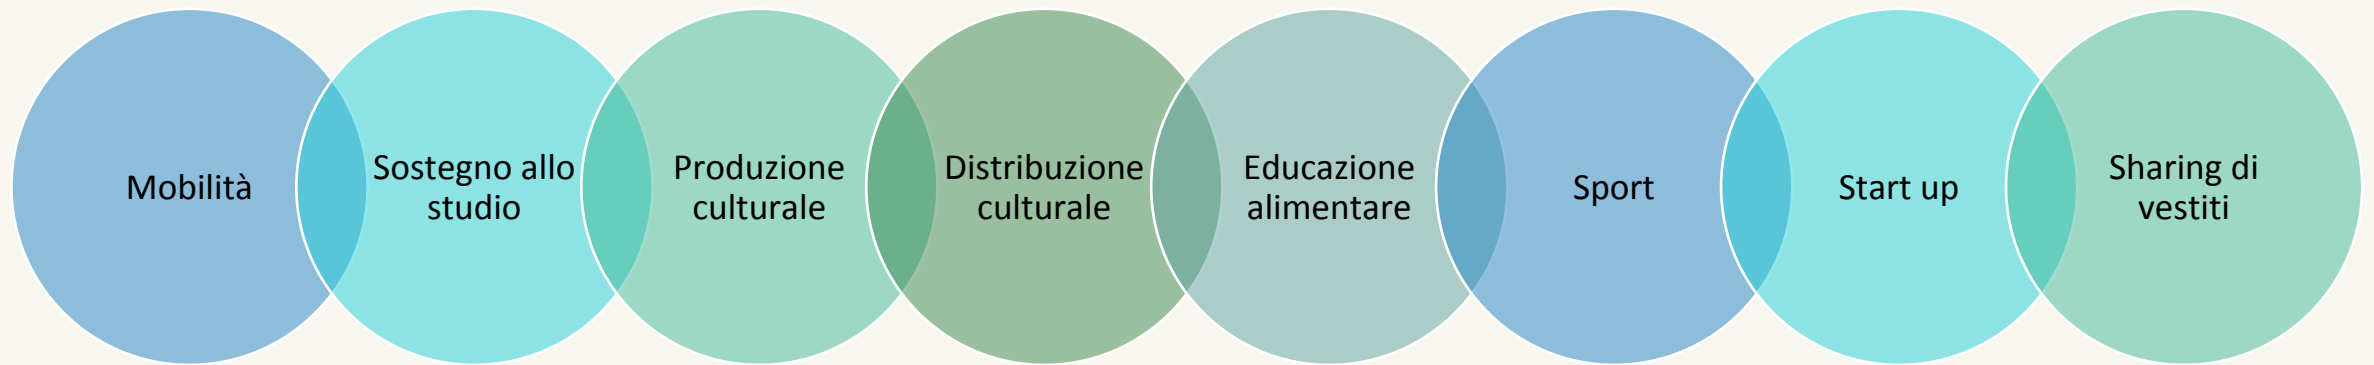 Mobilità
Sostegno allo
studio
Produzione
culturale
Distribuzione
culturale
Educazione
alimentare
Sport
Start up
Sharing di
vestiti